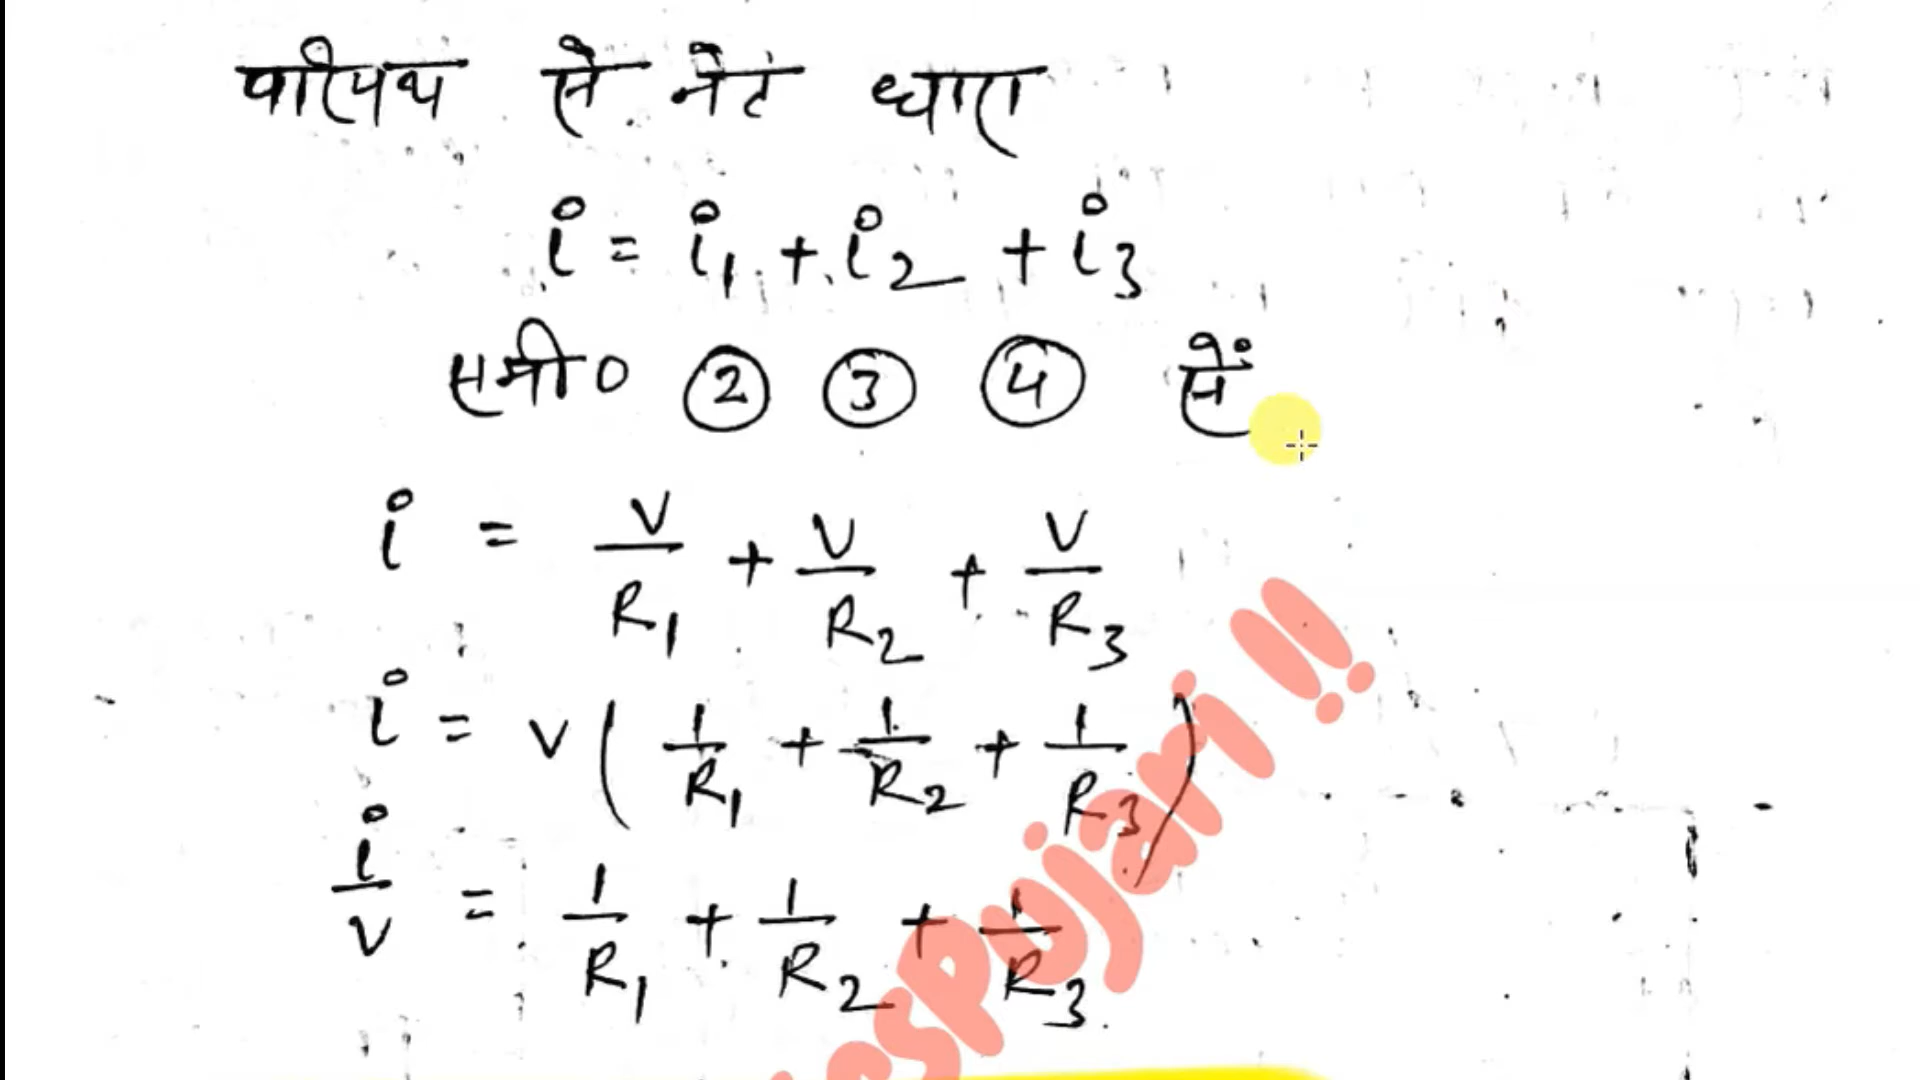 परिपथ से नेट धारा
i = i₁ + i₂ + i₃
समी० ② ③ ④ सें
i = V/R₁ + V/R₂ + V/R₃
i = V(1/R₁ + 1/R₂ + 1/R₃)
i/V = 1/R₁ + 1/R₂ + 1/R₃
asPujari !!